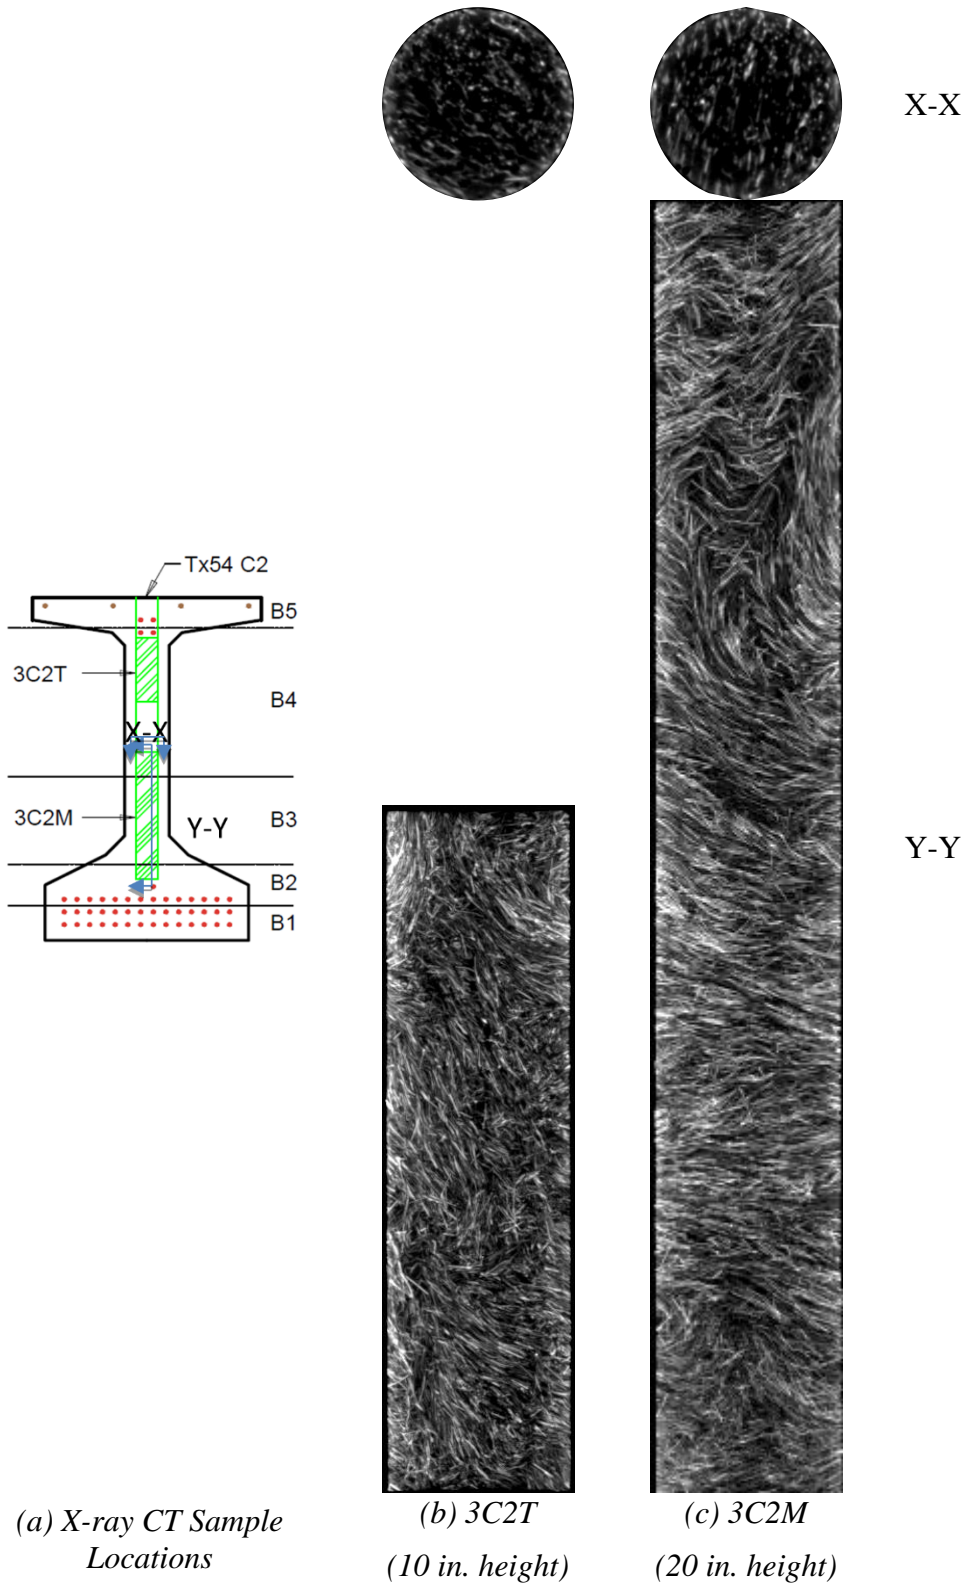 X-X
Tx54 C2
B5
3C2T
B4
X-X
3C2M
Y-Y
B3
B2
B1
Y-Y
(a) X-ray CT Sample
Locations
(b) 3C2T
(10 in. height)
(c) 3C2M
(20 in. height)